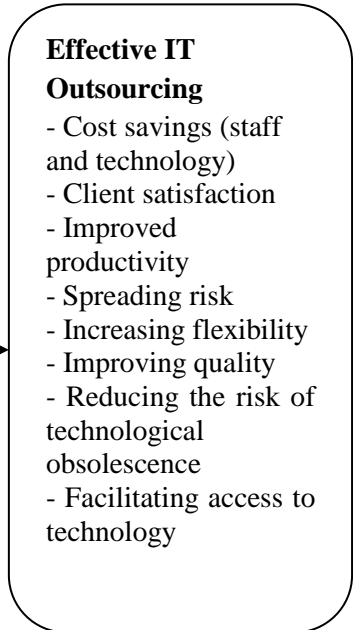 Effective IT
Outsourcing
- Cost savings (staff
and technology)
- Client satisfaction
- Improved
productivity
- Spreading risk
- Increasing flexibility
- Improving quality
- Reducing the risk of
technological
obsolescence
- Facilitating access to
technology